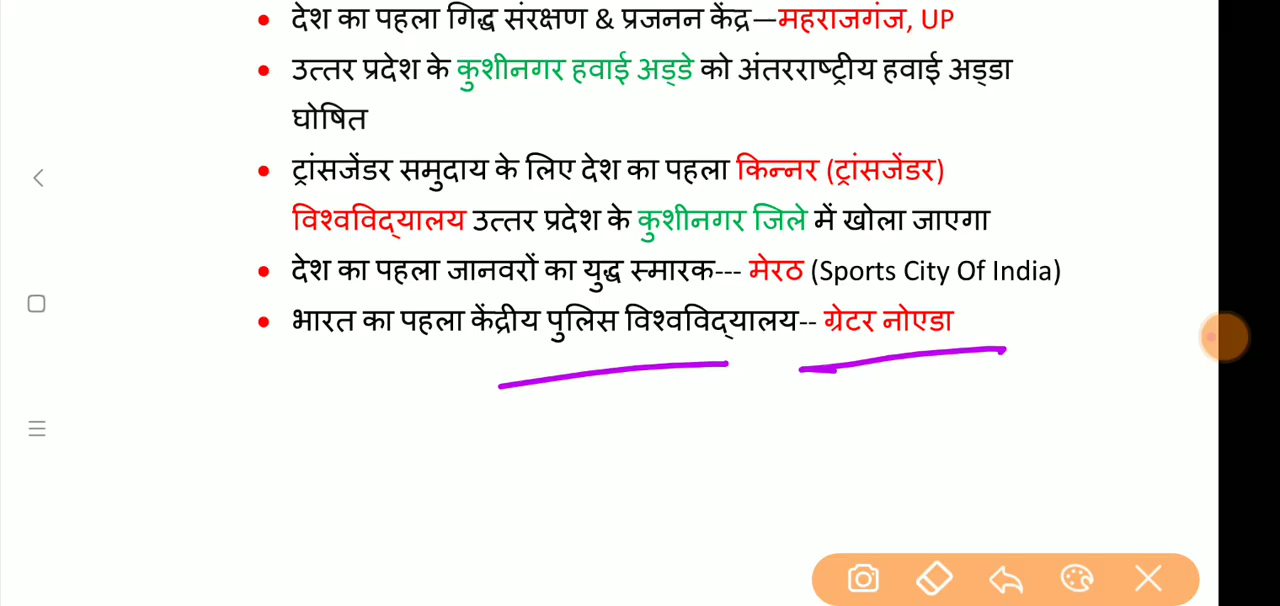 • देश का पहला गिद्ध संरक्षण & प्रजनन केंद्र—महराजगंज, UP
• उत्तर प्रदेश के कुशीनगर हवाई अड्डे को अंतरराष्ट्रीय हवाई अड्डा
घोषित
• ट्रांसजेंडर समुदाय के लिए देश का पहला किन्नर (ट्रांसजेंडर)
विश्वविद्यालय उत्तर प्रदेश के कुशीनगर जिले में खोला जाएगा
• देश का पहला जानवरों का युद्ध स्मारक--- मेरठ (Sports City Of India)
• भारत का पहला केंद्रीय पुलिस विश्वविद्यालय-- ग्रेटर नोएडा